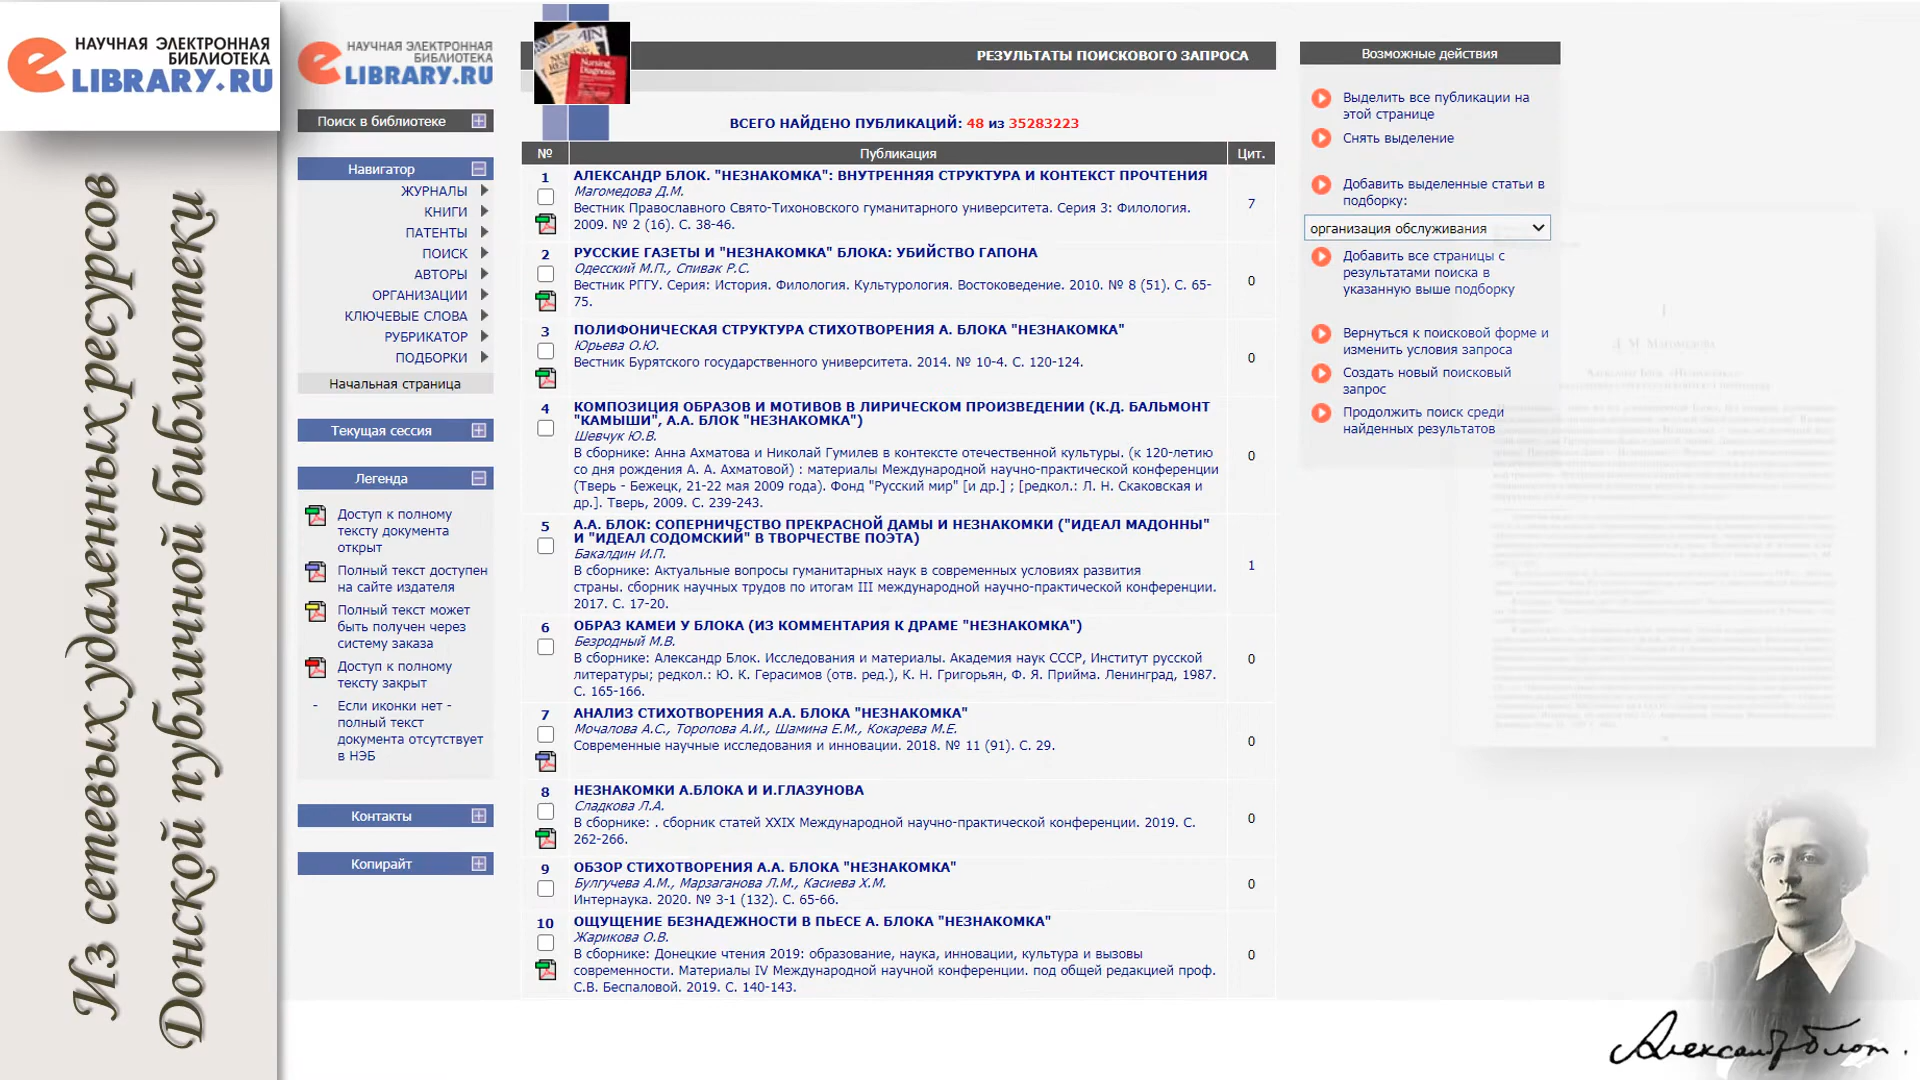 НАУЧНАЯ ЭЛЕКТРОННАЯ
БИБЛИОТЕКА
eLIBRARY.RU
Из сетевых удаленных ресурсов
Донской публичной библиотеки
НАУЧНАЯ ЭЛЕКТРОННАЯ
БИБЛИОТЕКА
eLIBRARY.RU
Поиск в библиотеке
Навигатор
ЖУРНАЛЫ
КНИГИ
ПАТЕНТЫ
ПОИСК
АВТОРЫ
ОРГАНИЗАЦИИ
КЛЮЧЕВЫЕ СЛОВА
РУБРИКАТОР
ПОДБОРКИ
Начальная страница
Текущая сессия
Легенда
Доступ к полному
тексту документа
открыт
Полный текст доступен
на сайте издателя
Полный текст может
быть получен через
систему заказа
Доступ к полному
тексту закрыт
- Если иконки нет -
полный текст
документа отсутствует
в НЭБ
Контакты
Копирайт
Nursing
Diagnosis
РЕЗУЛЬТАТЫ ПОИСКОВОГО ЗАПРОСА
ВСЕГО НАЙДЕНО ПУБЛИКАЦИЙ: 48 из 35283223
№ Публикация Цит.
1 АЛЕКСАНДР БЛОК. "НЕЗНАКОМКА": ВНУТРЕННЯЯ СТРУКТУРА И КОНТЕКСТ ПРОЧТЕНИЯ
Магомедова Д.М.
Вестник Православного Свято-Тихоновского гуманитарного университета. Серия 3: Филология. 7
2009. № 2 (16). С. 38-46.
2 РУССКИЕ ГАЗЕТЫ И "НЕЗНАКОМКА" БЛОКА: УБИЙСТВО ГАПОНА
Одесский М.П., Спивак Р.С.
Вестник РГГУ. Серия: История. Филология. Культурология. Востоковедение. 2010. № 8 (51). С. 65- 0
75.
3 ПОЛИФОНИЧЕСКАЯ СТРУКТУРА СТИХОТВОРЕНИЯ А. БЛОКА "НЕЗНАКОМКА"
Юрьева О.Ю.
Вестник Бурятского государственного университета. 2014. № 10-4. С. 120-124. 0
4 КОМПОЗИЦИЯ ОБРАЗОВ И МОТИВОВ В ЛИРИЧЕСКОМ ПРОИЗВЕДЕНИИ (К.Д. БАЛЬМОНТ
"КАМЫШИ", А.А. БЛОК "НЕЗНАКОМКА")
Шевчук Ю.В.
В сборнике: Анна Ахматова и Николай Гумилев в контексте отечественной культуры. (к 120-летию 0
со дня рождения А. А. Ахматовой) : материалы Международной научно-практической конференции
(Тверь - Бежецк, 21-22 мая 2009 года). Фонд "Русский мир" [и др.] ; [редкол.: Л. Н. Скаковская и
др.]. Тверь, 2009. С. 239-243.
5 А.А. БЛОК: СОПЕРНИЧЕСТВО ПРЕКРАСНОЙ ДАМЫ И НЕЗНАКОМКИ ("ИДЕАЛ МАДОННЫ"
И "ИДЕАЛ СОДОМСКИЙ" В ТВОРЧЕСТВЕ ПОЭТА)
Бакалдин И.П.
В сборнике: Актуальные вопросы гуманитарных наук в современных условиях развития 1
страны. сборник научных трудов по итогам III международной научно-практической конференции.
2017. С. 17-20.
6 ОБРАЗ КАМЕИ У БЛОКА (ИЗ КОММЕНТАРИЯ К ДРАМЕ "НЕЗНАКОМКА")
Безродный М.В.
В сборнике: Александр Блок. Исследования и материалы. Академия наук СССР, Институт русской 0
литературы; редкол.: Ю. К. Герасимов (отв. ред.), К. Н. Григорьян, Ф. Я. Прийма. Ленинград, 1987.
С. 165-166.
7 АНАЛИЗ СТИХОТВОРЕНИЯ А.А. БЛОКА "НЕЗНАКОМКА"
Мочалова А.С., Торопова А.И., Шамина Е.М., Кокарева М.Е.
Современные научные исследования и инновации. 2018. № 11 (91). С. 29. 0
8 НЕЗНАКОМКИ А.БЛОКА И И.ГЛАЗУНОВА
Сладкова Л.А.
В сборнике: . сборник статей XXIX Международной научно-практической конференции. 2019. С. 0
262-266.
9 ОБЗОР СТИХОТВОРЕНИЯ А.А. БЛОКА "НЕЗНАКОМКА"
Булгучева А.М., Марзаганова Л.М., Касиева Х.М. 0
Интернаука. 2020. № 3-1 (132). С. 65-66.
10 ОЩУЩЕНИЕ БЕЗНАДЕЖНОСТИ В ПЬЕСЕ А. БЛОКА "НЕЗНАКОМКА"
Жарикова О.В.
В сборнике: Донецкие чтения 2019: образование, наука, инновации, культура и вызовы 0
современности. Материалы IV Международной научной конференции. под общей редакцией проф.
С.В. Беспаловой. 2019. С. 140-143.
Возможные действия
Выделить все публикации на
этой странице
Снять выделение
Добавить выделенные статьи в
подборку:
организация обслуживания
Добавить все страницы с
результатами поиска в
указанную выше подборку
Вернуться к поисковой форме и
изменить условия запроса
Создать новый поисковый
запрос
Продолжить поиск среди
найденных результатов
Д. М. Магомедова
Александр Блок.